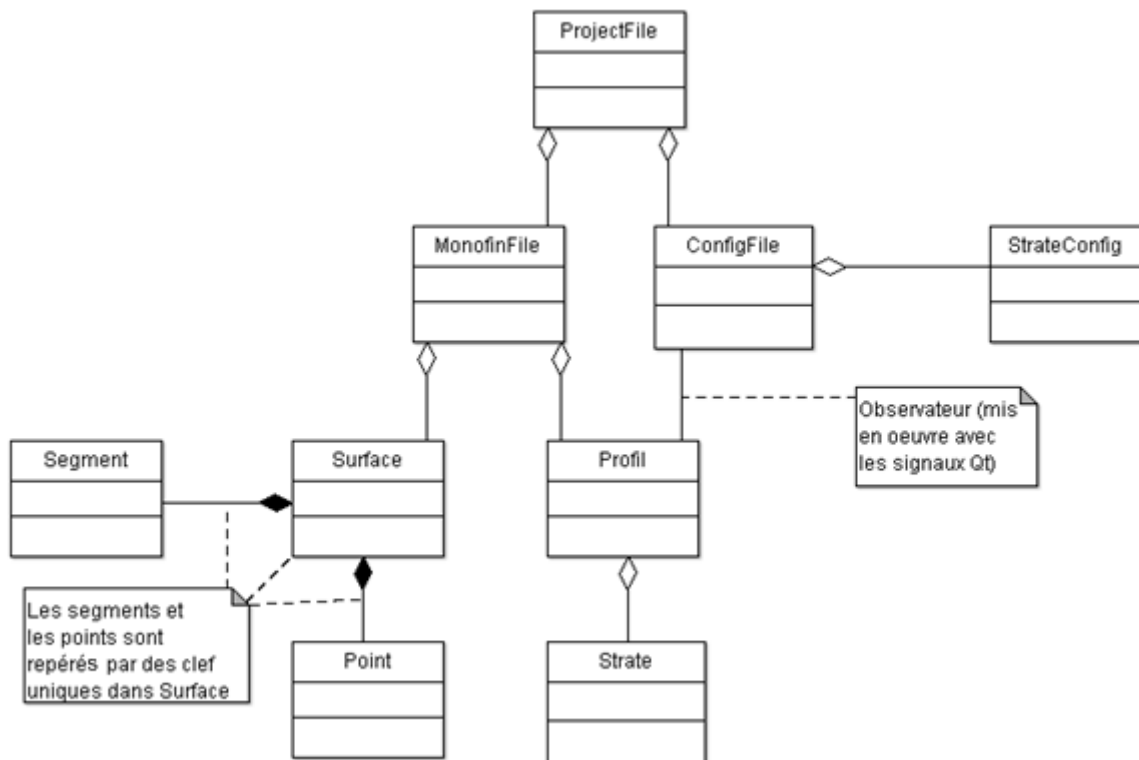 ProjectFile
MonofinFile
ConfigFile
StrateConfig
Observateur (mis
en oeuvre avec
les signaux Qt)
Segment
Surface
Profil
Les segments et
les points sont
repérés par des clef
uniques dans Surface
Point
Strate